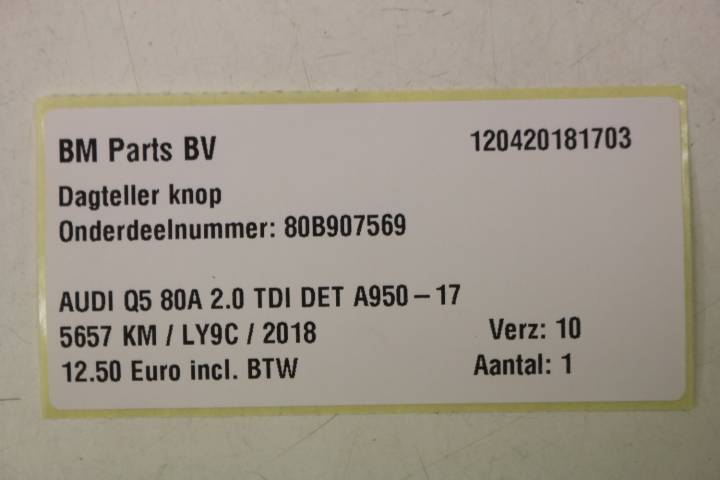 BM Parts BV 120420181703
Dagteller knop
Onderdeelnummer: 80B907569
AUDI Q5 80A 2.0 TDI DET A950-17
5657 KM / LY9C / 2018 Verz: 10
12.50 Euro incl. BTW Aantal: 1